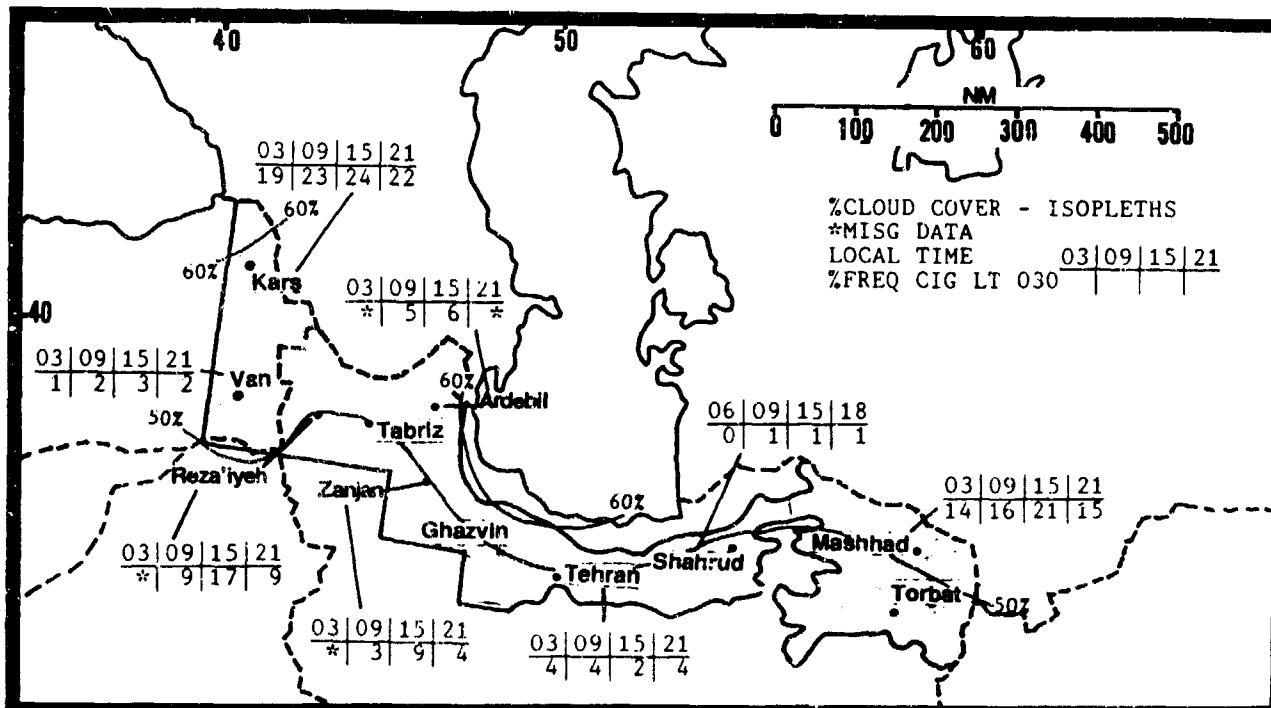 40
50
60
NM
0 100 200 300 400 500
03|09|15|21
19|23|24|22
%CLOUD COVER - ISOPLETHS
*MISG DATA
LOCAL TIME 03|09|15|21
%FREQ CIG LT 030
60%
60%
Kars
03|09|15|21
*|5|6|*
40
03|09|15|21
1|2|3|2
Van
60%
Ardebil
50%
Tabriz
06|09|15|18
0|1|1|1
Reza'iyeh
Zanjan
03|09|15|21
14|16|21|15
60%
Ghazvin
Mashhad
Shahrud
03|09|15|21
*|9|17|9
Tehran
Torbat
50%
03|09|15|21
*|3|9|4
03|09|15|21
4|4|2|4